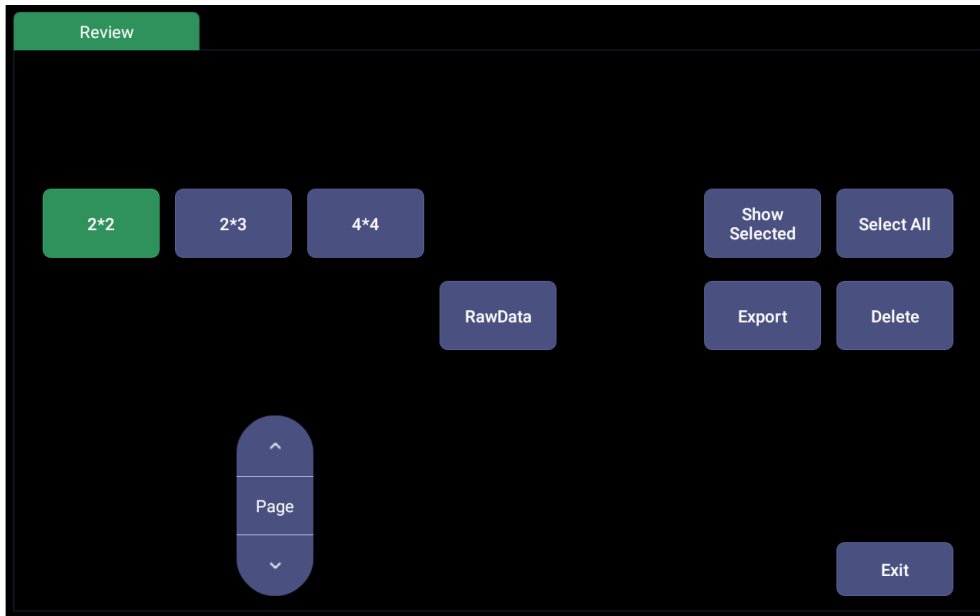 Review
2*2
2*3
4*4
Show
Selected
Select All
RawData
Export
Delete
Page
Exit